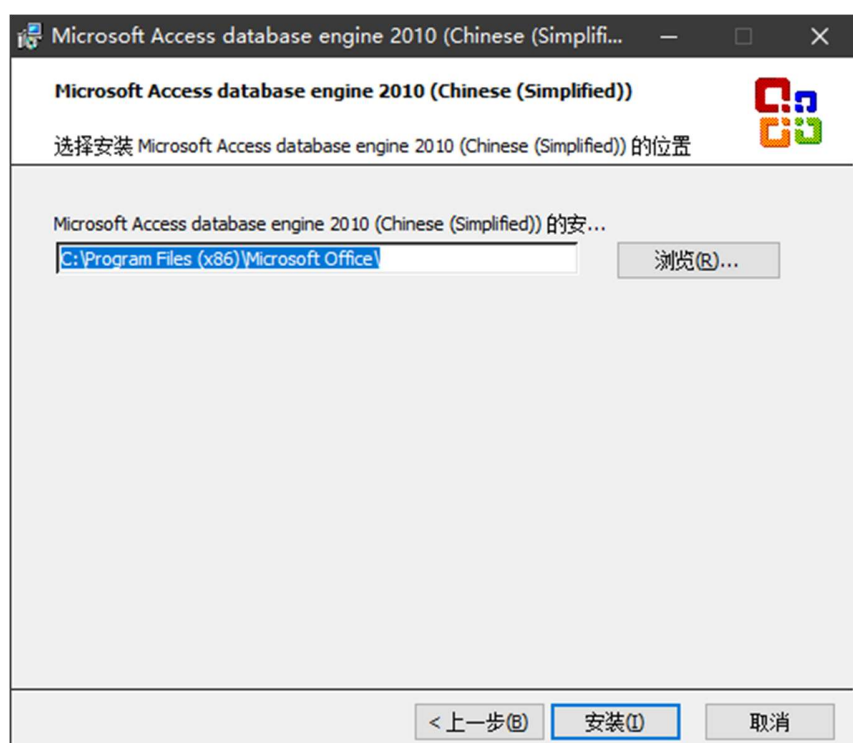 Microsoft Access database engine 2010 (Chinese (Simplifi...
Microsoft Access database engine 2010 (Chinese (Simplified))
选择安装 Microsoft Access database engine 2010 (Chinese (Simplified)) 的位置
Microsoft Access database engine 2010 (Chinese (Simplified)) 的安...
C:\Program Files (x86)\Microsoft Office\
浏览(R)...
<上一步(B)
安装(I)
取消